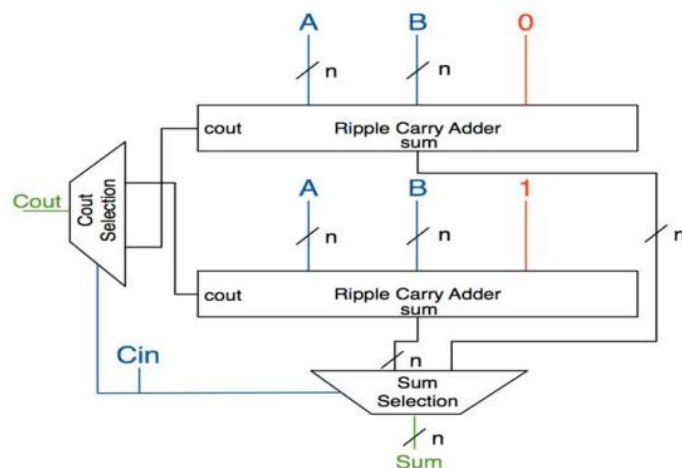 A B 0
n n
cout Ripple Carry Adder
sum
Cout
Cout
Selection
A B 1
n n n
cout Ripple Carry Adder
sum
Cin
n
Sum
Selection
n
Sum